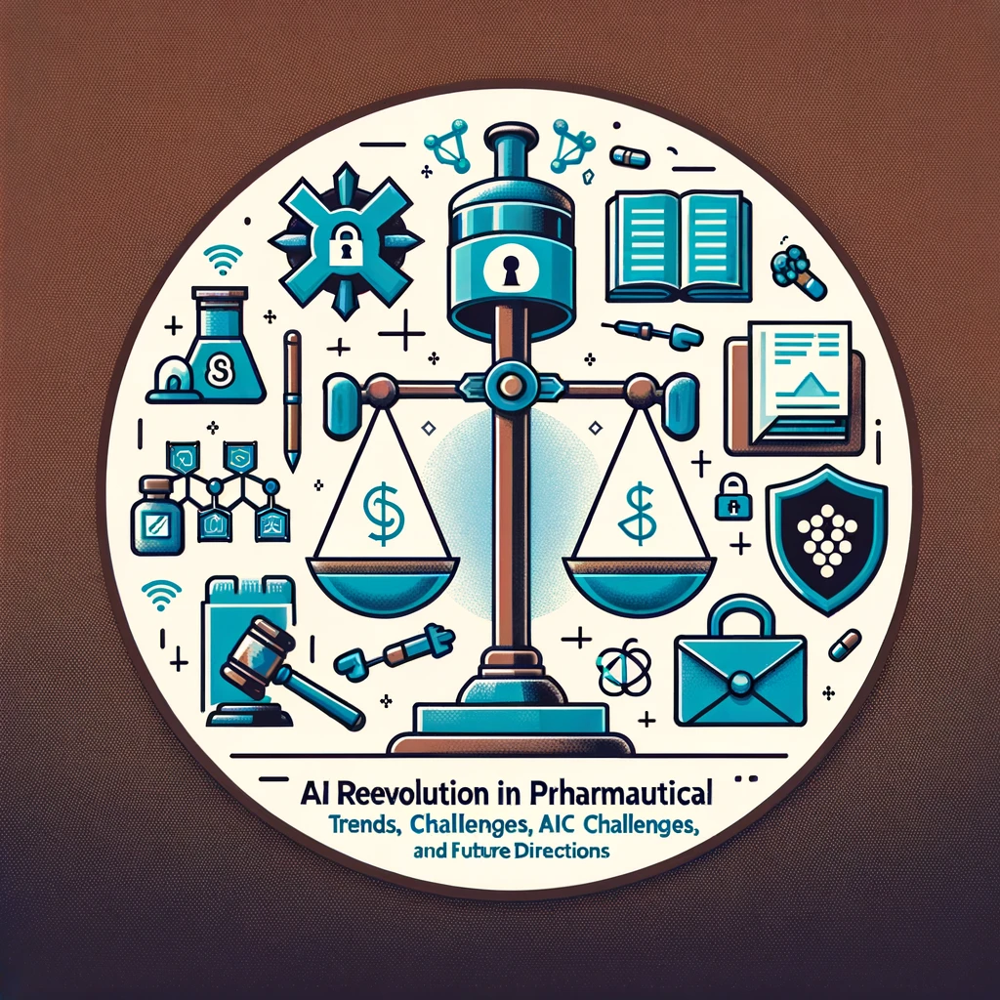 S
$ $
AI Reevolution in Prharmautical
Trends, Challenges, AIC Challenges,
and Future Directions